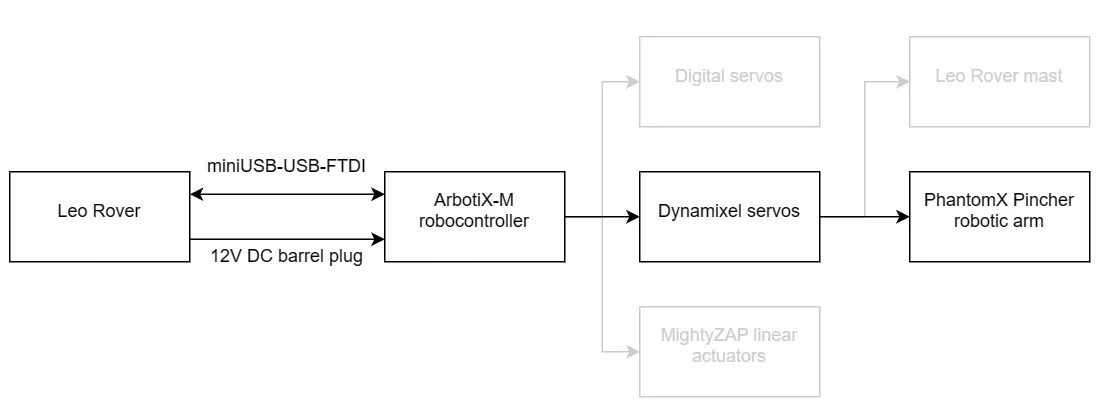 Digital servos
Leo Rover mast
miniUSB-USB-FTDI
Leo Rover
ArbotiX-M
robocontroller
Dynamixel servos
PhantomX Pincher
robotic arm
12V DC barrel plug
MightyZAP linear
actuators